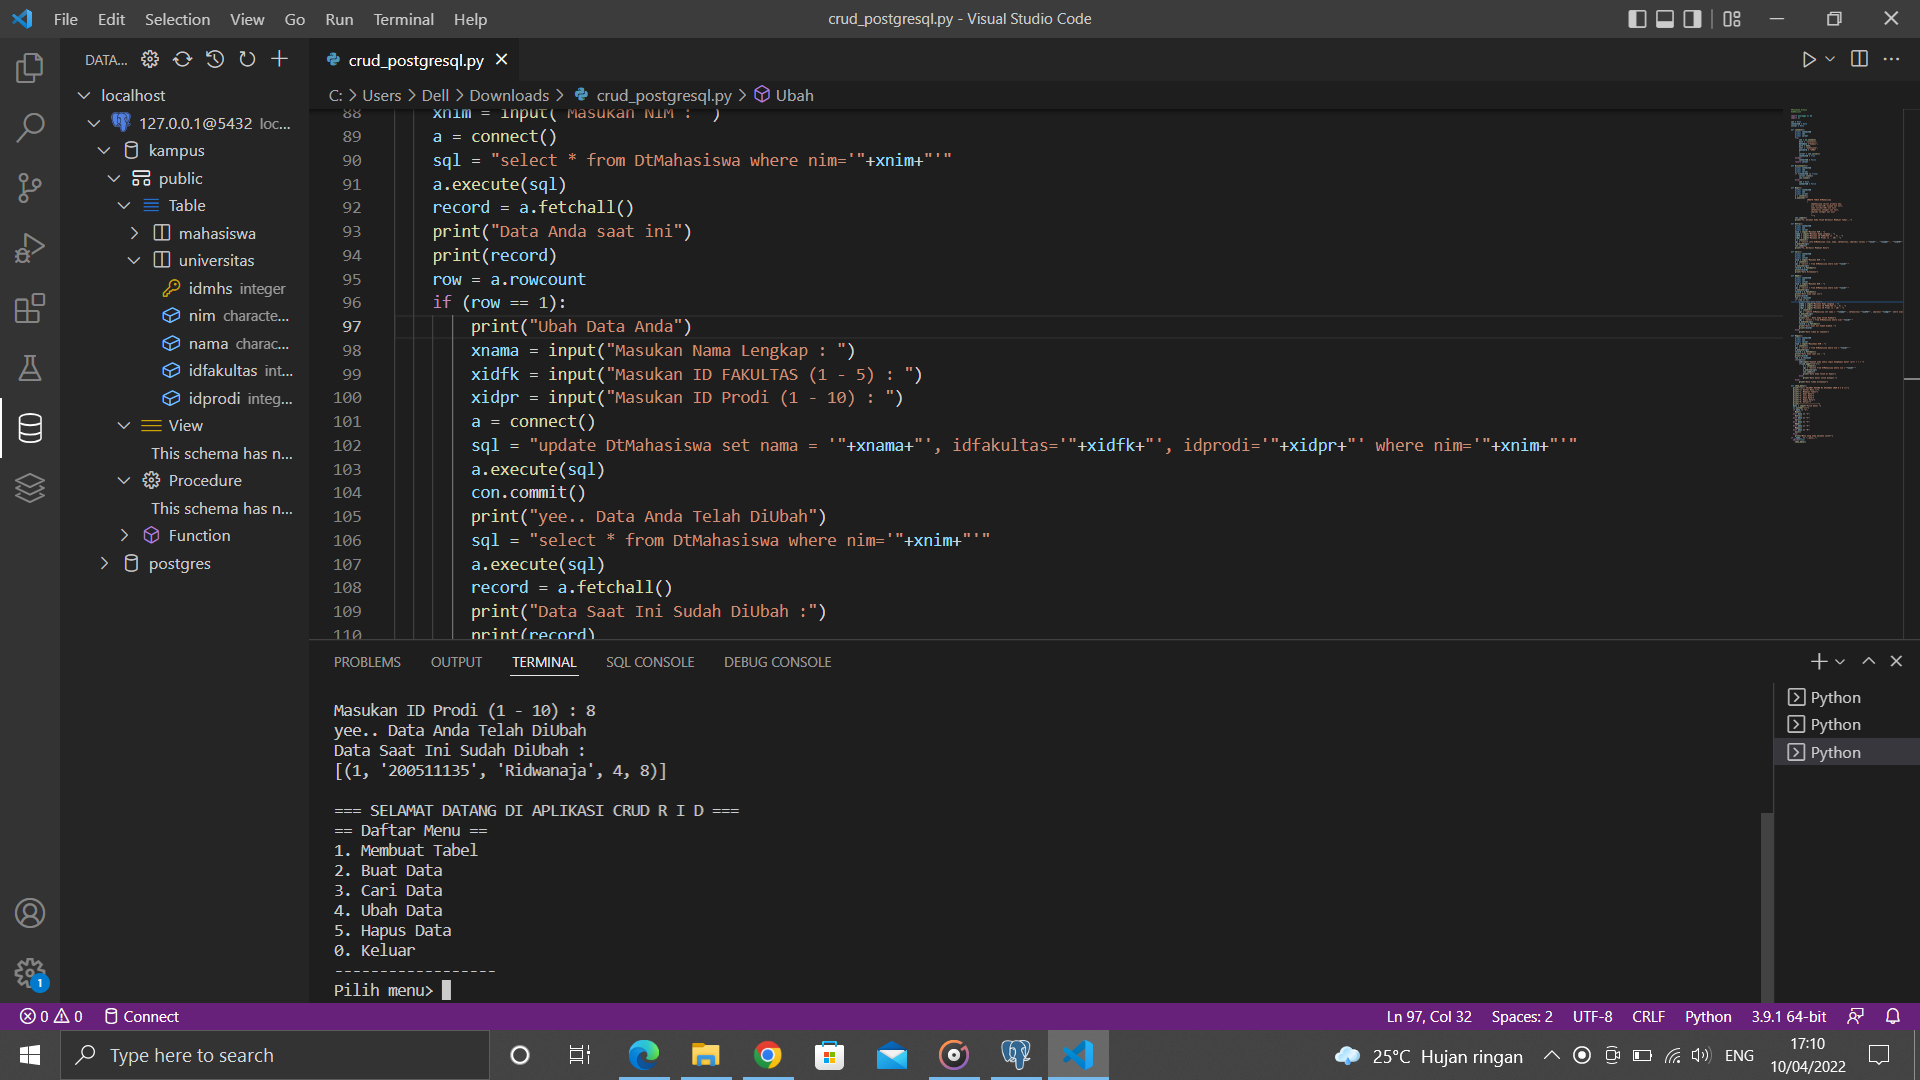 File Edit Selection View Go Run Terminal Help
crud_postgresql.py - Visual Studio Code
DATA...
crud_postgresql.py
C: > Users > Dell > Downloads > crud_postgresql.py > Ubah
localhost
127.0.0.1@5432 loc...
kampus
public
Table
mahasiswa
universitas
idmhs integer
nim characte...
nama charac...
idfakultas int...
idprodi integ...
View
This schema has n...
Procedure
This schema has n...
Function
postgres
88 xnim = input("Masukan NIM : ")
89 a = connect()
90 sql = "select * from DtMahasiswa where nim='"+xnim+"'"
91 a.execute(sql)
92 record = a.fetchall()
93 print("Data Anda saat ini")
94 print(record)
95 row = a.rowcount
96 if (row == 1):
97 print("Ubah Data Anda")
98 xnama = input("Masukan Nama Lengkap : ")
99 xidfk = input("Masukan ID FAKULTAS (1 - 5) : ")
100 xidpr = input("Masukan ID Prodi (1 - 10) : ")
101 a = connect()
102 sql = "update DtMahasiswa set nama = '"+xnama+"', idfakultas='"+xidfk+"', idprodi='"+xidpr+"' where nim='"+xnim+"'"
103 a.execute(sql)
104 con.commit()
105 print("yee.. Data Anda Telah DiUbah")
106 sql = "select * from DtMahasiswa where nim='"+xnim+"'"
107 a.execute(sql)
108 record = a.fetchall()
109 print("Data Saat Ini Sudah DiUbah :")
110 print(record)
PROBLEMS OUTPUT TERMINAL SQL CONSOLE DEBUG CONSOLE
Masukan ID Prodi (1 - 10) : 8
yee.. Data Anda Telah DiUbah
Data Saat Ini Sudah DiUbah :
[(1, '200511135', 'Ridwanaja', 4, 8)]
=== SELAMAT DATANG DI APLIKASI CRUD R I D ===
== Daftar Menu ==
1. Membuat Tabel
2. Buat Data
3. Cari Data
4. Ubah Data
5. Hapus Data
0. Keluar
------------------
Pilih menu>
Python
Python
Python
1
0 0 Connect
Ln 97, Col 32 Spaces: 2 UTF-8 CRLF Python 3.9.1 64-bit
Type here to search
25°C Hujan ringan
ENG
17:10
10/04/2022